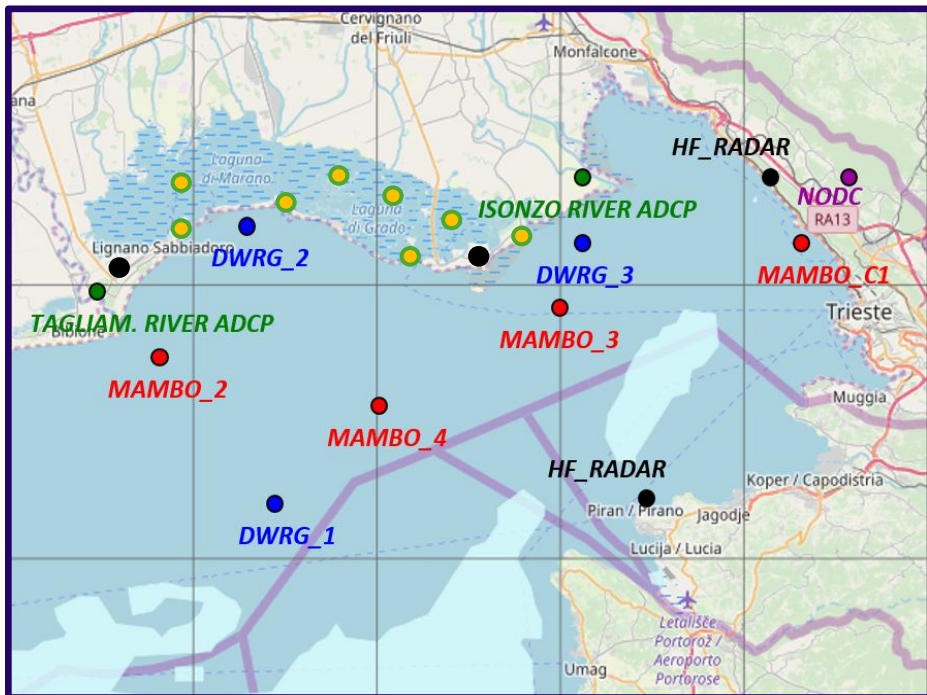 Cervignano
del Friuli
Monfalcone
ana
HF_RADAR
Laguna
di Marano
NODC
RA13
Laguna
di Grado
ISONZO RIVER ADCP
Lignano Sabbiadoro
DWRG_2
DWRG_3
MAMBO_C1
TAGLIAM. RIVER ADCP
Bibione
Trieste
MAMBO_3
MAMBO_2
Muggia
MAMBO_4
HF_RADAR
Koper / Capodistria
Piran / Pirano
Jagodje
DWRG_1
Lucija / Lucia
Letališče
Portorož /
Aeroporto
Portorose
Umag